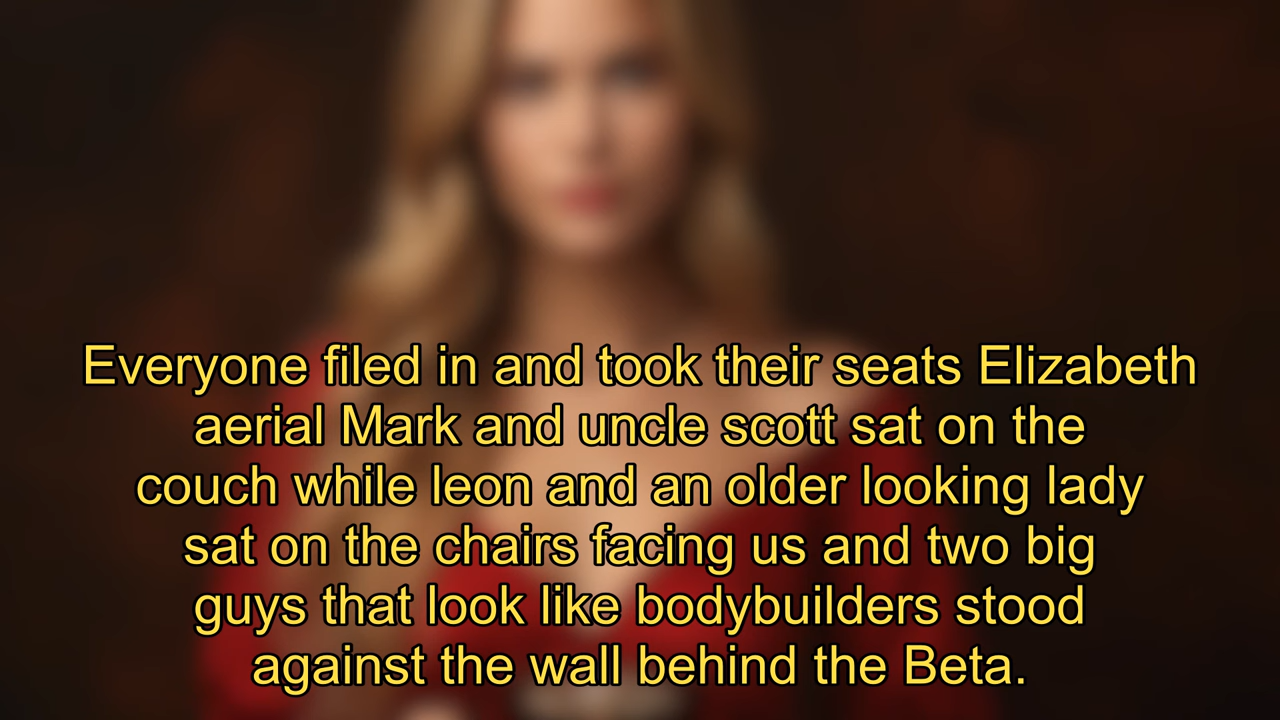 Everyone filed in and took their seats Elizabeth
aerial Mark and uncle scott sat on the
couch while leon and an older looking lady
sat on the chairs facing us and two big
guys that look like bodybuilders stood
against the wall behind the Beta.